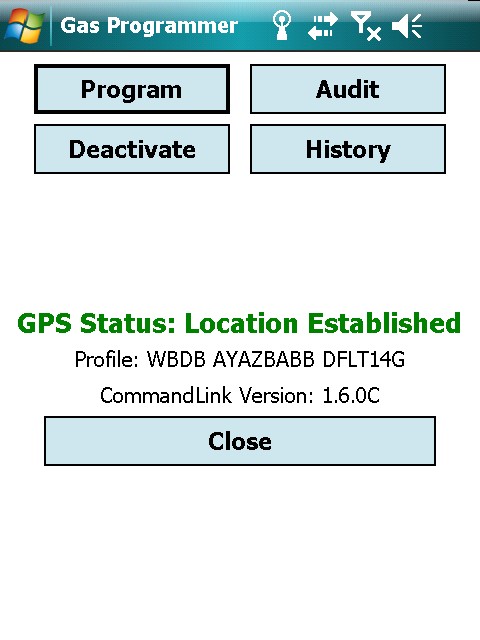 Gas Programmer
Program
Audit
Deactivate
History
GPS Status: Location Established
Profile: WBDB AYAZBABB DFLT14G
CommandLink Version: 1.6.0C
Close